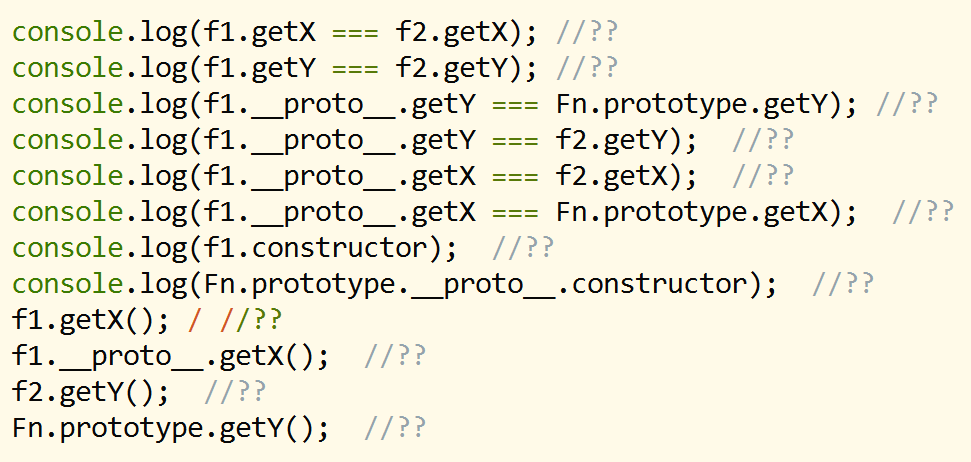 console.log(f1.getX === f2.getX); //??
console.log(f1.getY === f2.getY); //??
console.log(f1.__proto__.getY === Fn.prototype.getY); //??
console.log(f1.__proto__.getY === f2.getY);  //??
console.log(f1.__proto__.getX === f2.getX);  //??
console.log(f1.__proto__.getX === Fn.prototype.getX);  //??
console.log(f1.constructor);  //??
console.log(Fn.prototype.__proto__.constructor);  //??
f1.getX(); / //??
f1.__proto__.getX();  //??
f2.getY();  //??
Fn.prototype.getY();  //??